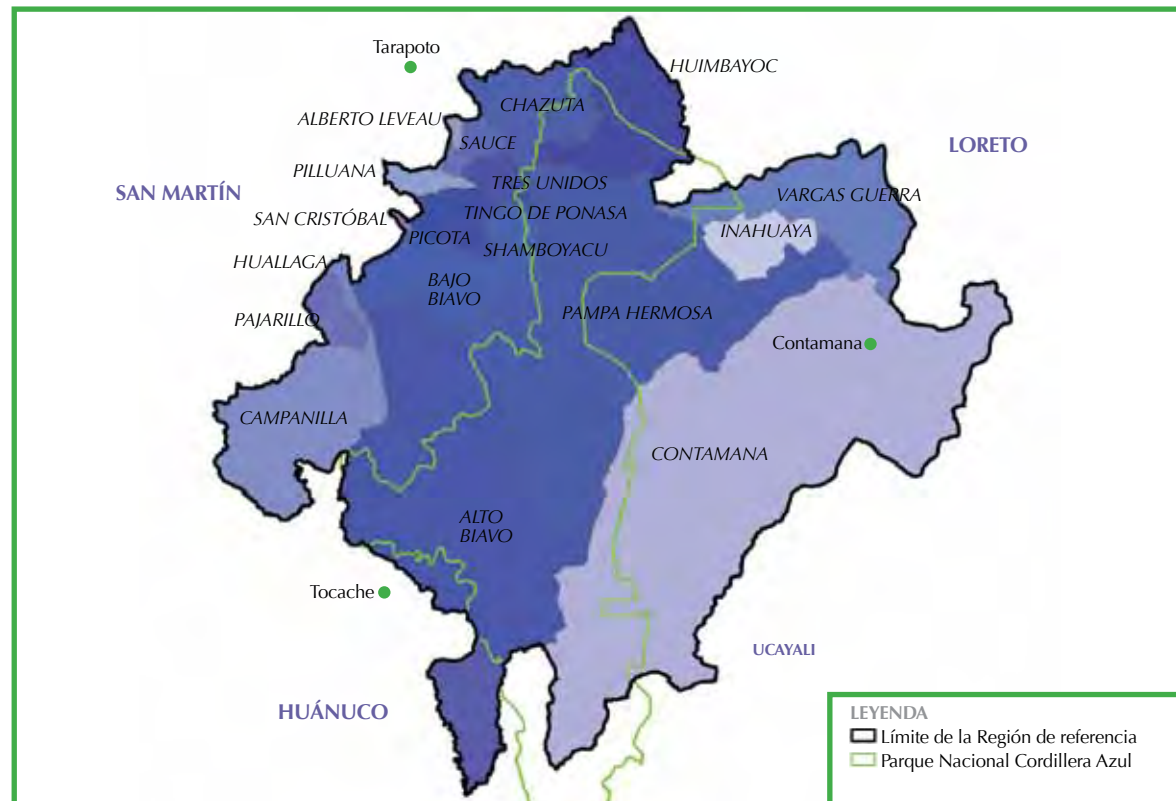 Tarapoto
HUIMBAYOC
CHAZUTA
ALBERTO LEVEAU
SAUCE
LORETO
PILLUANA
TRES UNIDOS
SAN MARTÍN
VARGAS GUERRA
SAN CRISTÓBAL
TINGO DE PONASA
INAHUAYA
PICOTA
SHAMBOYACU
HUALLAGA
BAJO
BIAVO
PAJARILLO
PAMPA HERMOSA
Contamana
CAMPANILLA
CONTAMANA
ALTO
BIAVO
Tocache
UCAYALI
HUÁNUCO
LEYENDA
Límite de la Región de referencia
Parque Nacional Cordillera Azul